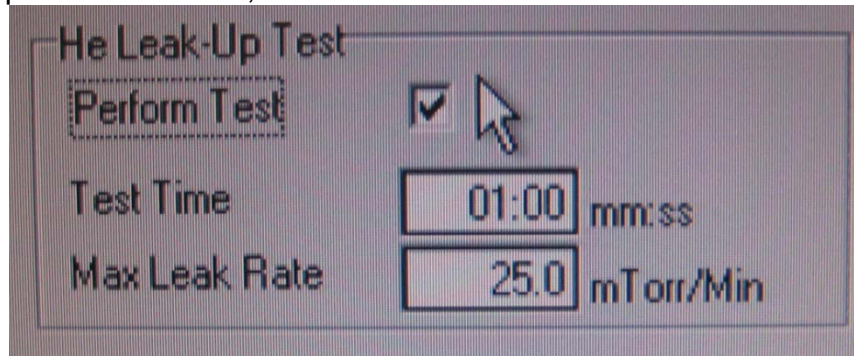 He Leak-Up Test
Perform Test
Test Time 01:00 mm:ss
Max Leak Rate 25.0 mTorr/Min